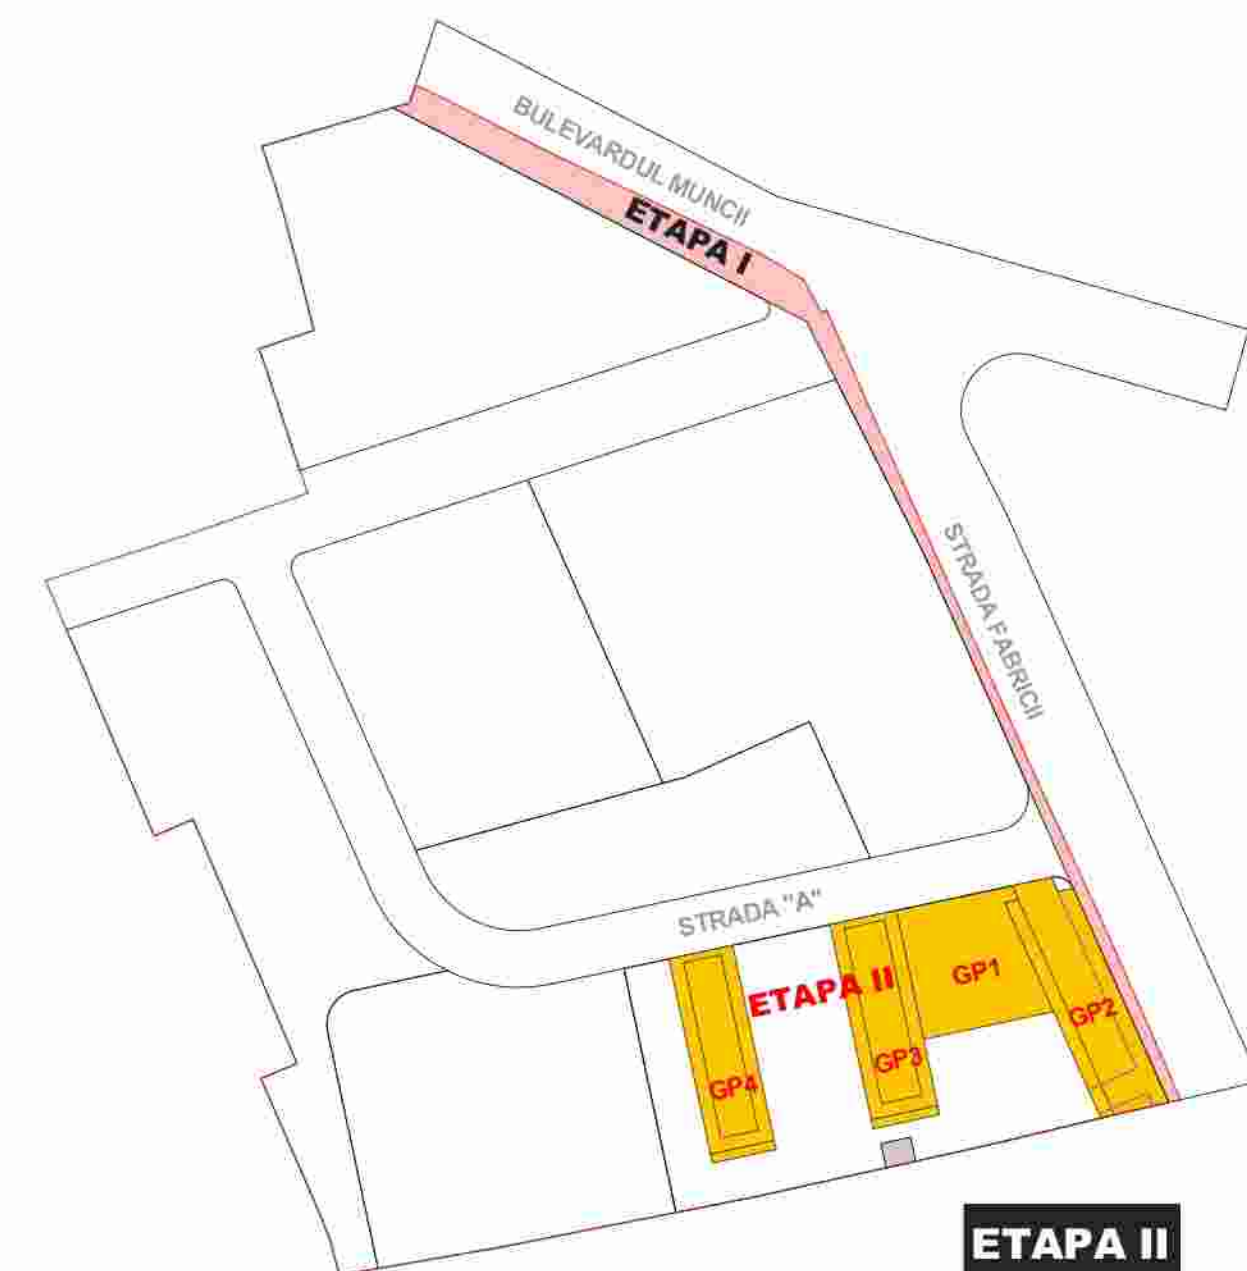 BULEVARDUL MUNCII
ETAPA I
STRADA FABRICII
STRADA "A"
ETAPA II
GP1
GP2
GP3
GP4
ETAPA II